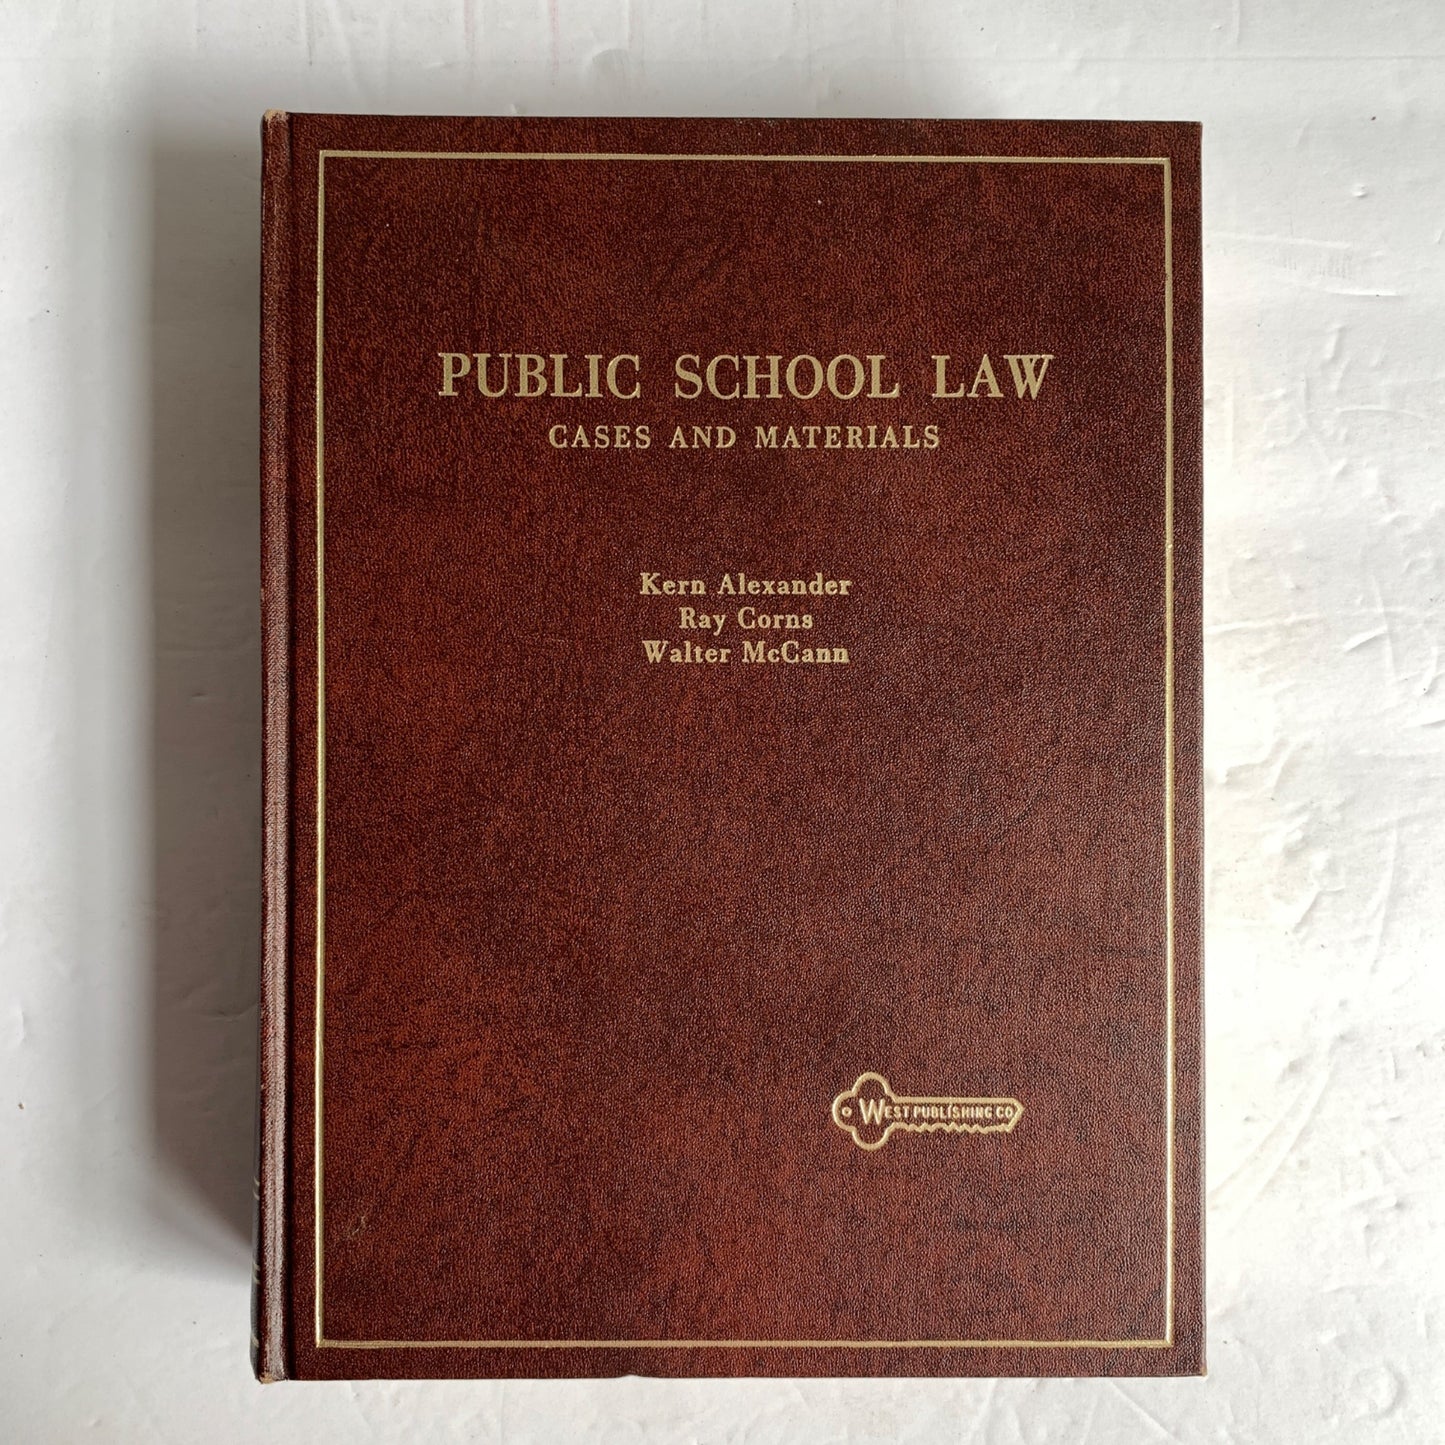 PUBLIC SCHOOL LAW
CASES AND MATERIALS
Kern Alexander
Ray Corns
Walter McCann
WEST PUBLISHING CO